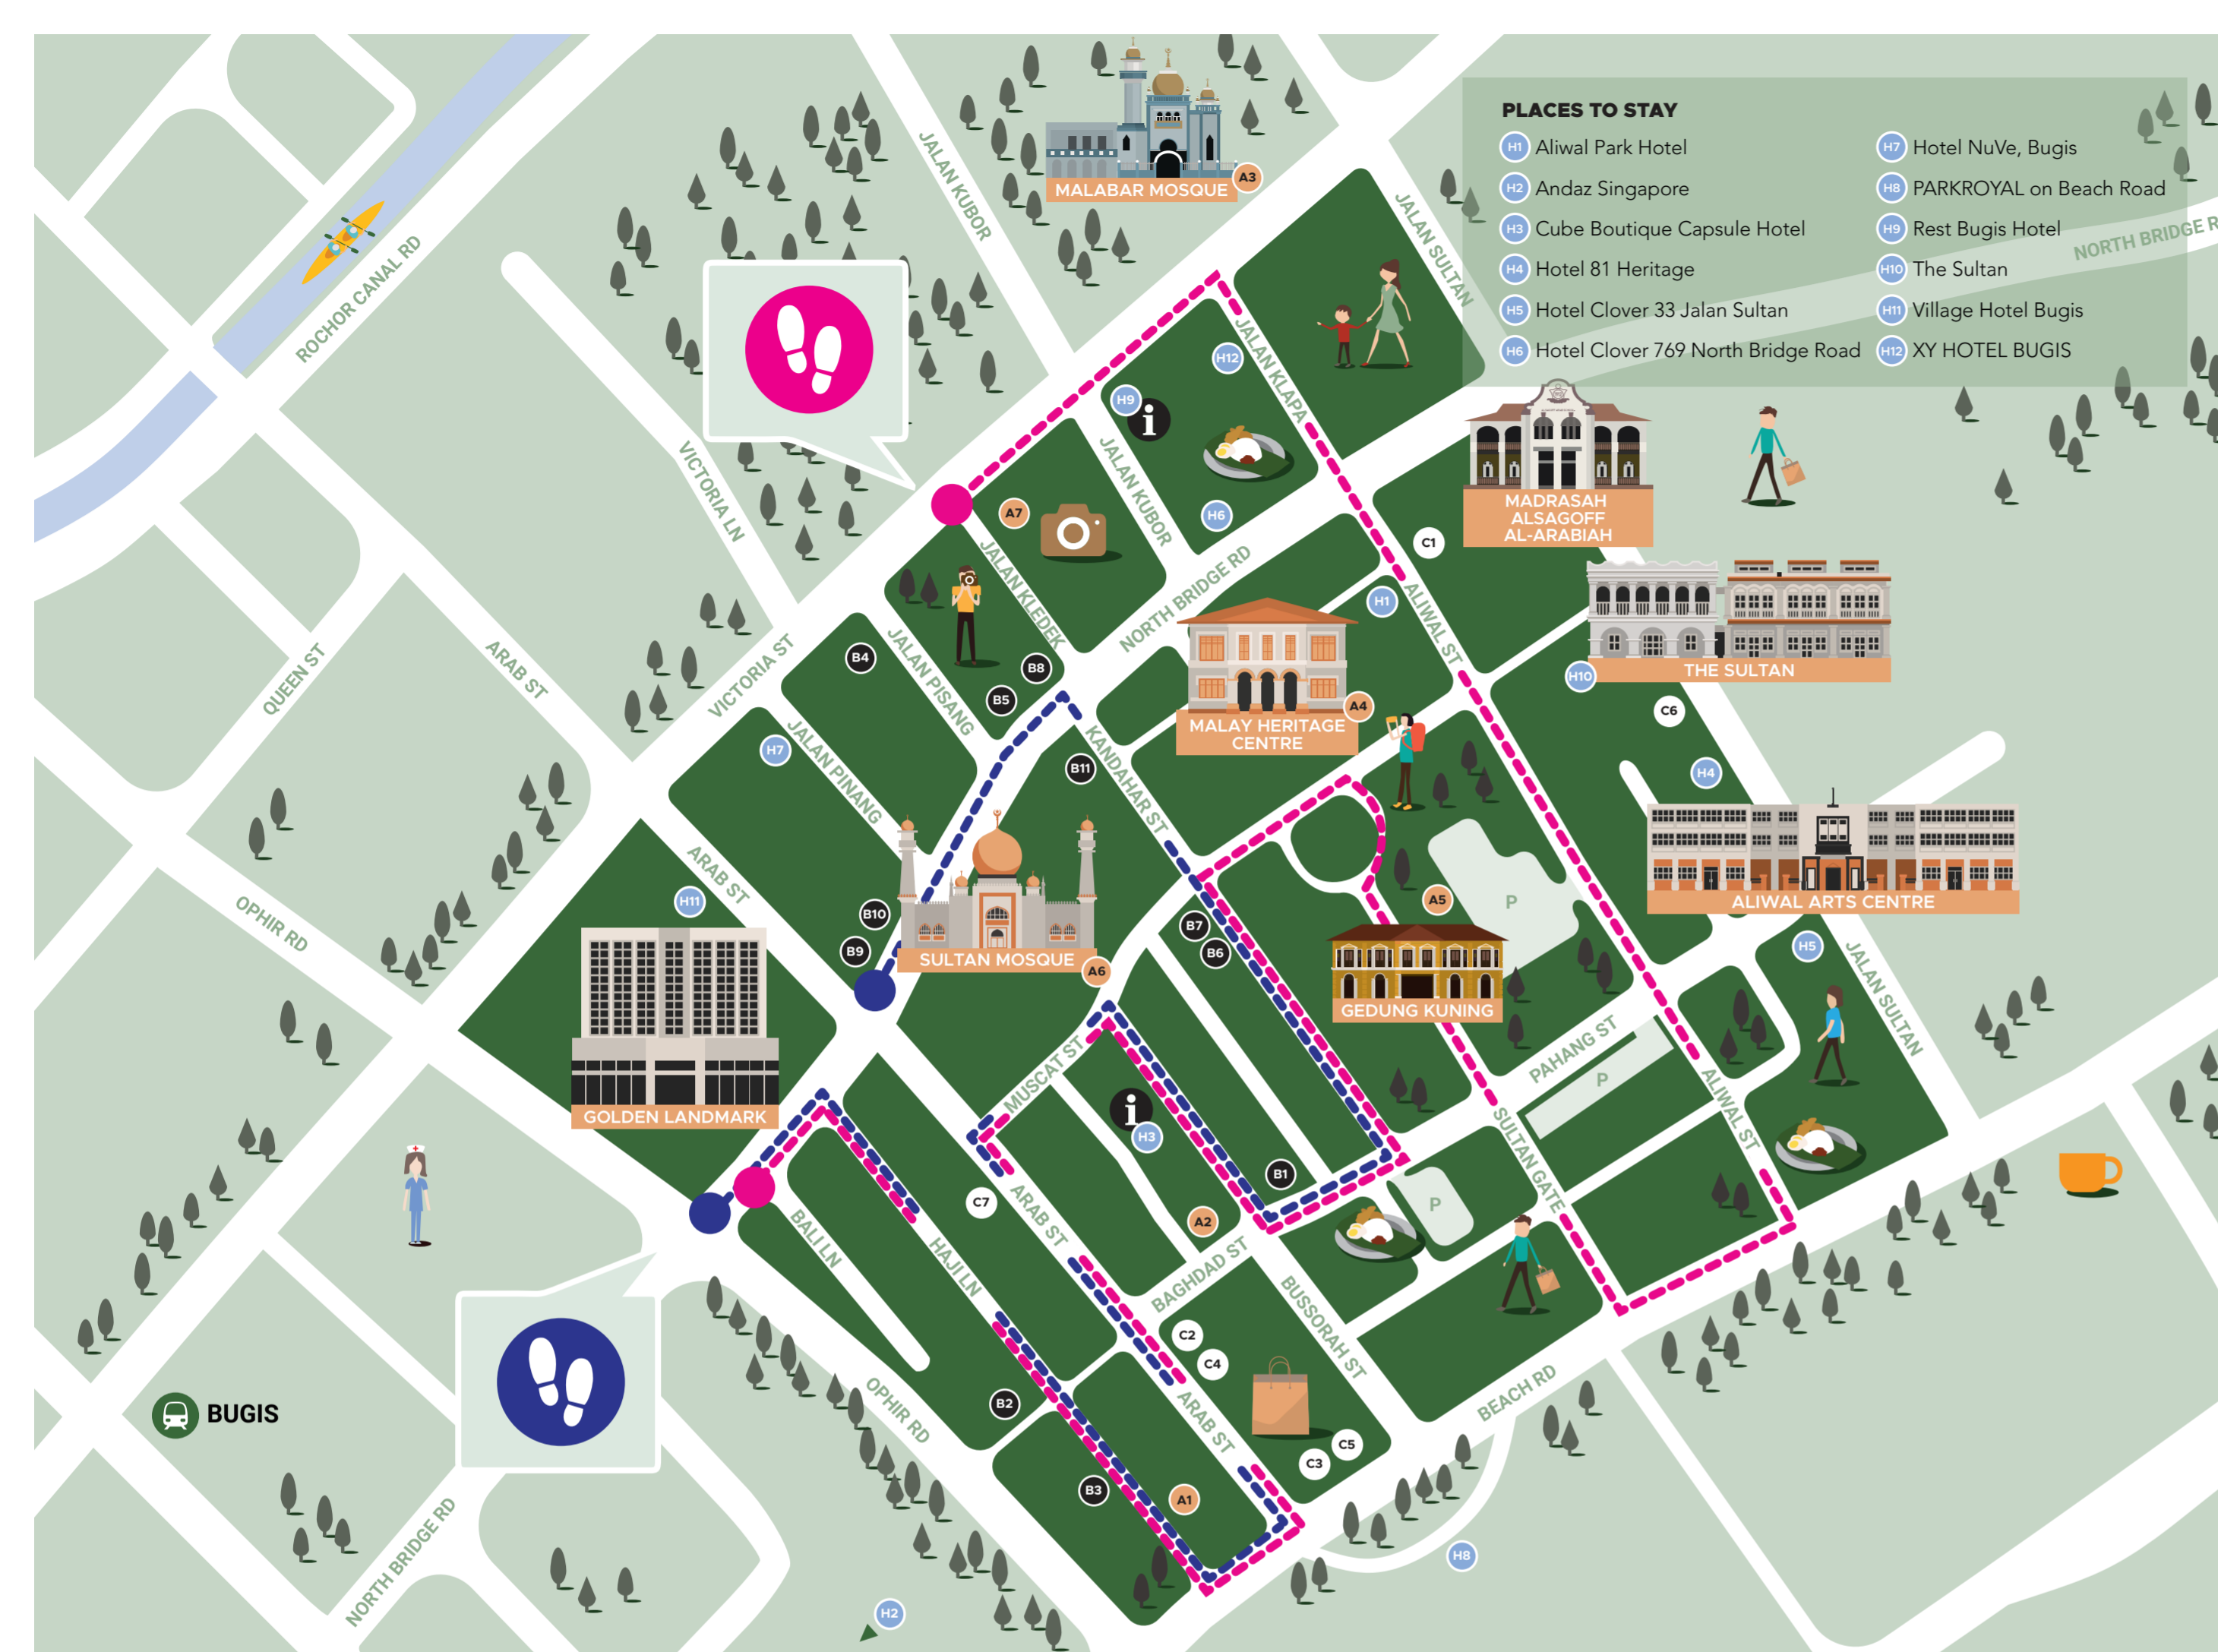 PLACES TO STAY
H1 Aliwal Park Hotel
H2 Andaz Singapore
H3 Cube Boutique Capsule Hotel
H4 Hotel 81 Heritage
H5 Hotel Clover 33 Jalan Sultan
H6 Hotel Clover 769 North Bridge Road
H7 Hotel NuVe, Bugis
H8 PARKROYAL on Beach Road
H9 Rest Bugis Hotel
H10 The Sultan
H11 Village Hotel Bugis
H12 XY HOTEL BUGIS
NORTH BRIDGE R
JALAN KUBOR
MALABAR MOSQUE
A3
JALAN SULTAN
ROCHOR CANAL RD
JALAN KLAPA
H12
H9
i
JALAN KUBOR
H6
VICTORIA LN
A7
JALAN KLEDEK
NORTH BRIDGE RD
C1
MADRASAH
ALSAGOFF
AL-ARABIAH
H1
ALIWAL ST
THE SULTAN
H10
C6
H4
QUEEN ST
ARAB ST
VICTORIA ST
B4
JALAN PISANG
B8
B5
H7
JALAN PINANG
B11
KANDAHAR ST
MALAY HERITAGE
CENTRE
A4
ALIWAL ARTS CENTRE
P
A5
H5
JALAN SULTAN
OPHIR RD
H11
ARAB ST
B10
B9
SULTAN MOSQUE
A6
B7
B6
GEDUNG KUNING
GOLDEN LANDMARK
MUSCAT ST
i
H3
PAHANG ST
P
ALIWAL ST
SULTAN GATE
B1
P
C7
ARAB ST
A2
BALI LN
HAJI LN
BAGHDAD ST
BUSSORAH ST
C2
C4
BUGIS
B2
OPHIR RD
ARAB ST
BEACH RD
C5
C3
B3
A1
NORTH BRIDGE RD
H8
H2